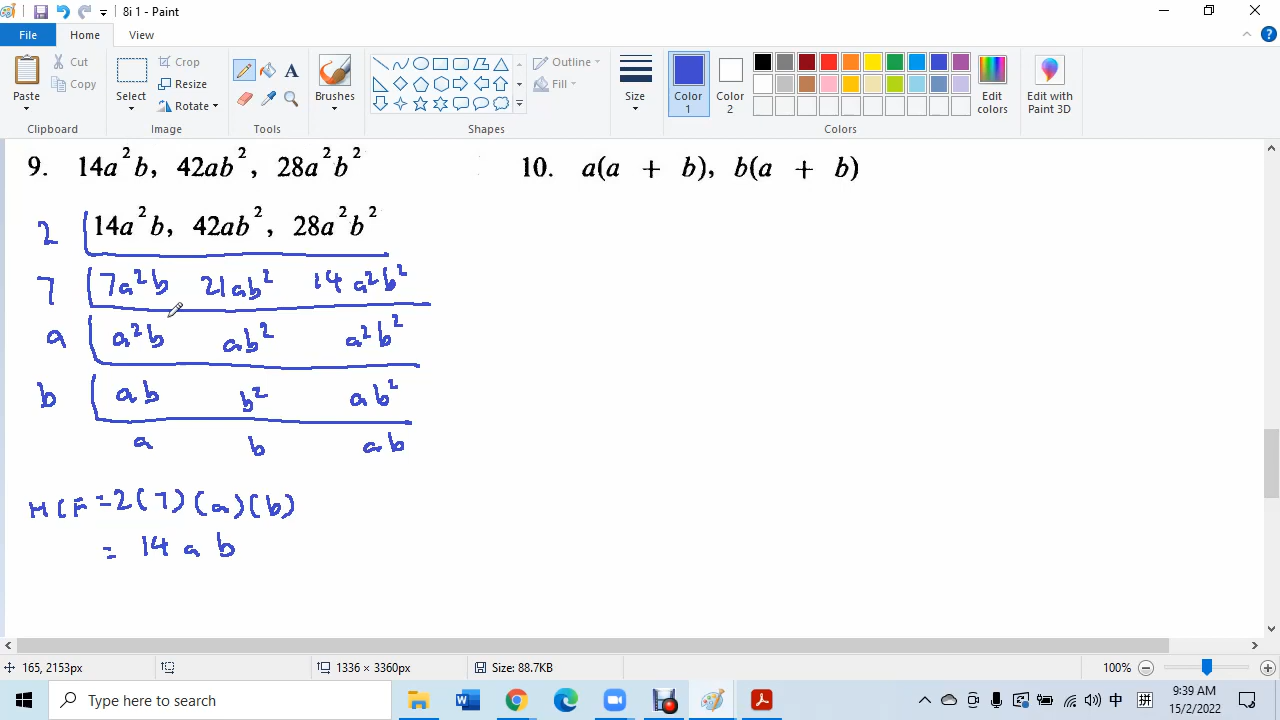 8i 1 - Paint
File Home View
Paste Cut Copy Select Crop Resize Rotate Brushes Outline Fill Size Color 1 Color 2 Edit colors Edit with Paint 3D
Clipboard Image Tools Shapes Colors
9. 14a²b, 42ab², 28a²b² 10. a(a + b), b(a + b)
2 14a²b, 42ab², 28a²b²
7 7a²b 21ab² 14a²b²
a a²b ab² a²b²
b ab b² ab²
a b ab
HCF = 2(7)(a)(b)
= 14ab
165, 2153px 1336 × 3360px Size: 88.7KB 100%
Type here to search 中 拼 9:39 AM
15/2/2022